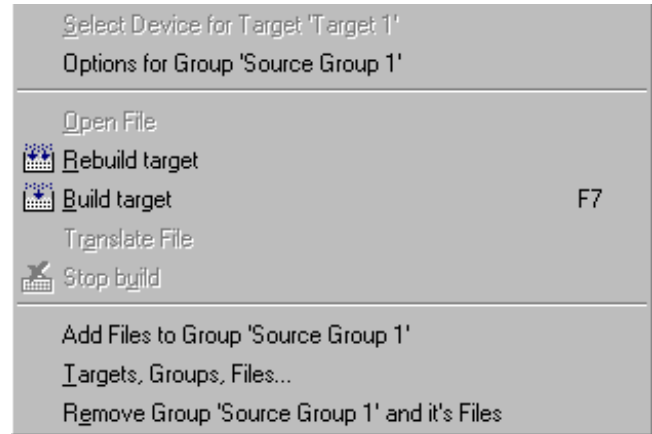 Select Device for Target 'Target 1'
Options for Group 'Source Group 1'
Open File
Rebuild target
Build target F7
Translate File
Stop build
Add Files to Group 'Source Group 1'
Targets, Groups, Files...
Remove Group 'Source Group 1' and it's Files